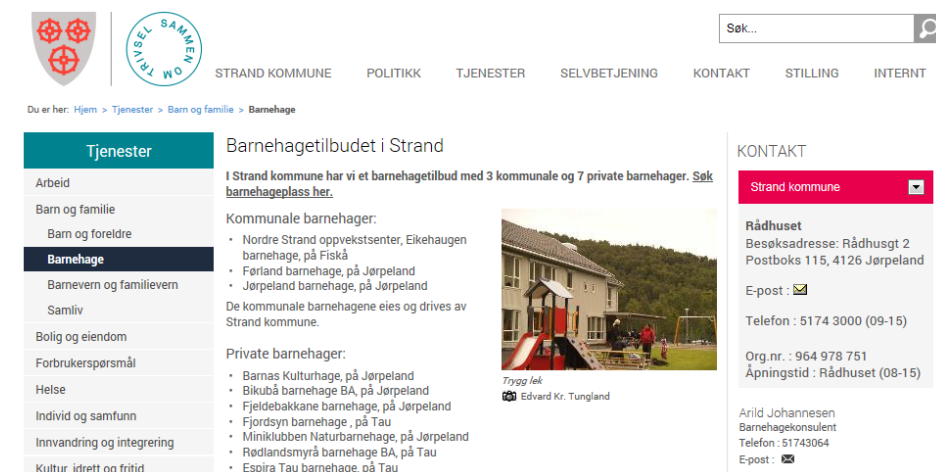 SAMMEN OM TRIVSEL
Søk...
STRAND KOMMUNE POLITIKK TJENESTER SELVBETJENING KONTAKT STILLING INTERNT
Du er her: Hjem > Tjenester > Barn og familie > Barnehage
Tjenester
Arbeid
Barn og familie
Barn og foreldre
Barnehage
Barnevern og familievern
Samliv
Bolig og eiendom
Forbrukerspørsmål
Helse
Individ og samfunn
Innvandring og integrering
Kultur, idrett og fritid
Barnehagetilbudet i Strand
I Strand kommune har vi et barnehagetilbud med 3 kommunale og 7 private barnehager. Søk
barnehageplass her.
Kommunale barnehager:
• Nordre Strand oppvekstsenter, Eikehaugen
barnehage, på Fiskå
• Førland barnehage, på Jørpeland
• Jørpeland barnehage, på Jørpeland
De kommunale barnehagene eies og drives av
Strand kommune.
Private barnehager:
• Barnas Kulturhage, på Jørpeland
• Bikubå barnehage BA, på Jørpeland
• Fjeldebakkane barnehage, på Jørpeland
• Fjordsyn barnehage , på Tau
• Miniklubben Naturbarnehage, på Jørpeland
• Rødlandsmyrå barnehage BA, på Tau
• Espira Tau barnehage, på Tau
Trygg lek
Edvard Kr. Tungland
KONTAKT
Strand kommune
Rådhuset
Besøksadresse: Rådhusgt 2
Postboks 115, 4126 Jørpeland
E-post :
Telefon : 5174 3000 (09-15)
Org.nr. : 964 978 751
Åpningstid : Rådhuset (08-15)
Arild Johannesen
Barnehagekonsulent
Telefon : 51743064
E-post :